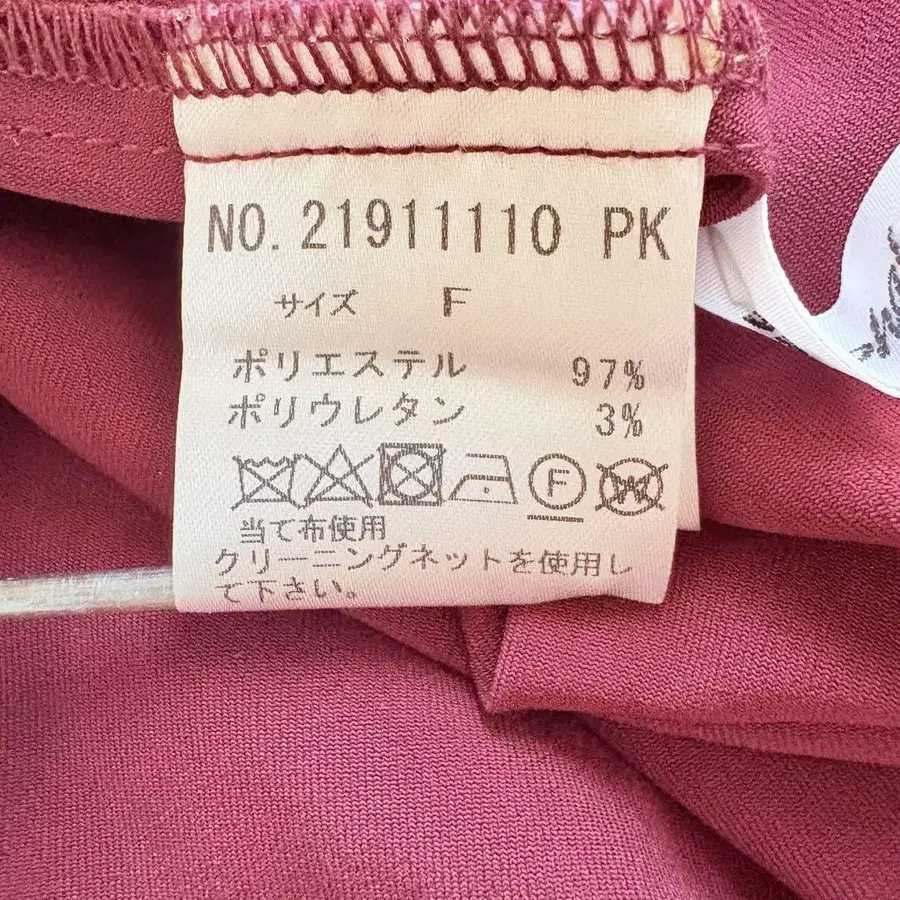 NO. 21911110 PK
サイズ F
ポリエステル 97%
ポリウレタン 3%
F W
当て布使用
クリーニングネットを使用し
て下さい。